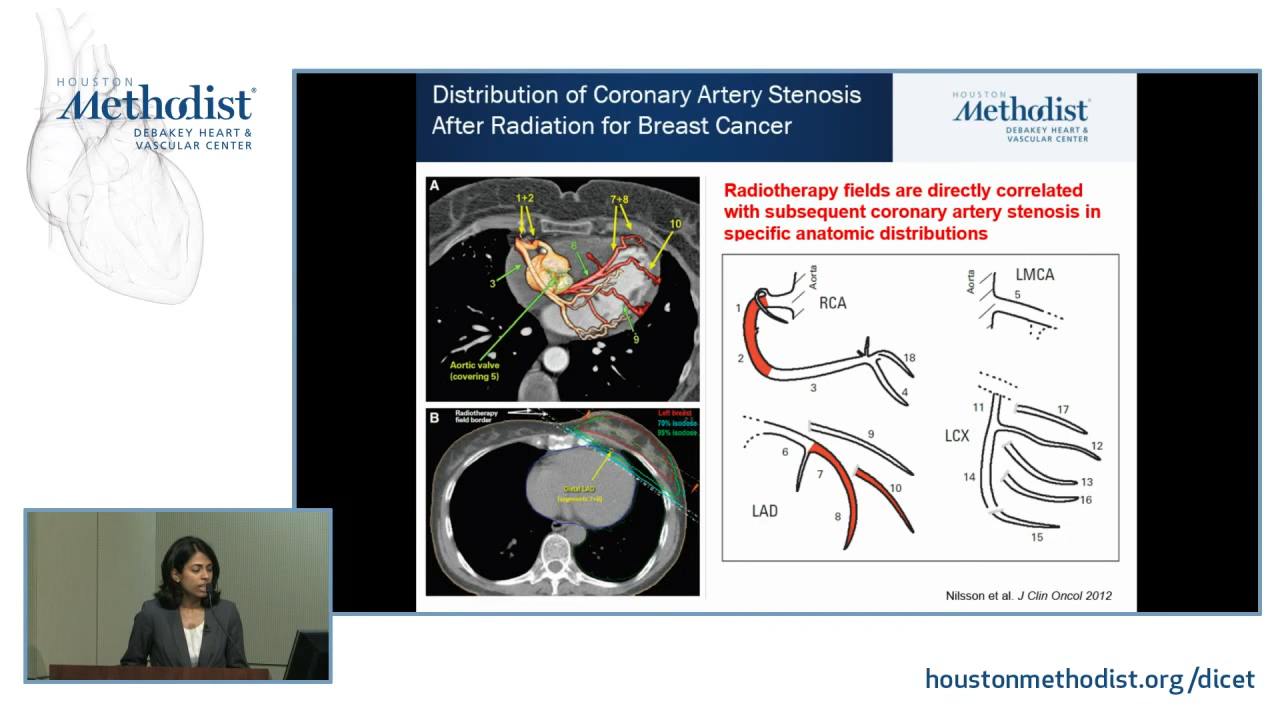 HOUSTON
Methodist®
DEBAKEY HEART &
VASCULAR CENTER
Distribution of Coronary Artery Stenosis
After Radiation for Breast Cancer
HOUSTON
Methodist®
DEBAKEY HEART &
VASCULAR CENTER
A
1+2
7+8
10
6
3
9
Aortic valve
(covering 5)
B
Radiotherapy
field border
Left breast
70% isodose
95% isodose
Distal LAD
(segments 7+8)
Radiotherapy fields are directly correlated
with subsequent coronary artery stenosis in
specific anatomic distributions
Aorta
RCA
1
2
3
18
4
Aorta
LMCA
5
6
7
8
9
10
LAD
11
17
LCX
12
14
13
16
15
Nilsson et al. J Clin Oncol 2012
houstonmethodist.org/dicet